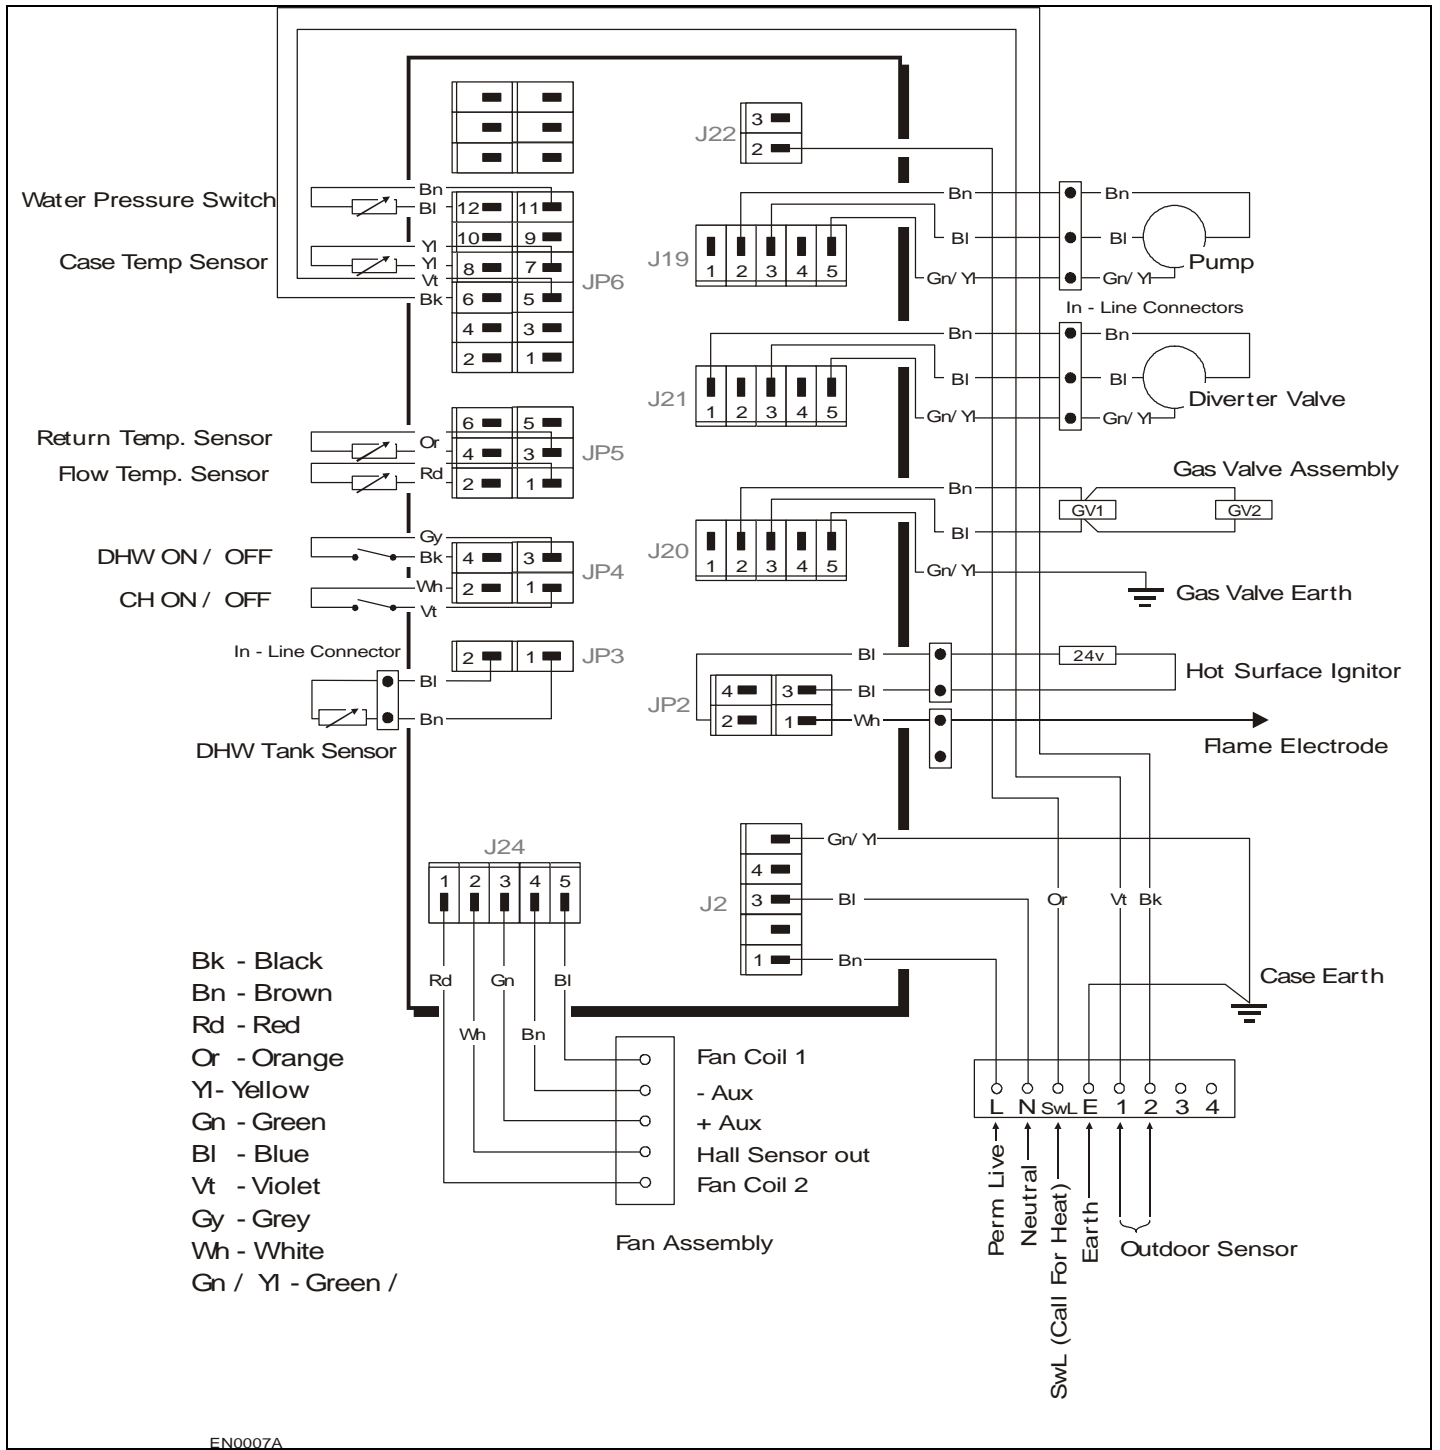 J22
3
2
Water Pressure Switch
Bn
Bl
12
11
10
9
Yl
Yl
8
7
Case Temp Sensor
Vt
Bk
6
5
JP6
4
3
2
1
J19
1 2 3 4 5
Bn
Bl
Gn/ Yl
Bn
Bl
Gn/ Yl
Pump
In - Line Connectors
J21
1 2 3 4 5
Bn
Bl
Gn/ Yl
Bn
Bl
Gn/ Yl
Diverter Valve
Return Temp. Sensor
Or
6
5
4
3
JP5
Flow Temp. Sensor
Rd
2
1
Gas Valve Assembly
J20
1 2 3 4 5
Bn
Bl
Gn/ Yl
GV1
GV2
Gas Valve Earth
DHW ON / OFF
Gy
Bk
4
3
JP4
CH ON / OFF
Wh
Vt
2
1
In - Line Connector
2
1
JP3
Bl
Bn
DHW Tank Sensor
JP2
4
3
2
1
Bl
Bl
Wh
24v
Hot Surface Ignitor
Flame Electrode
J24
1 2 3 4 5
Rd
Wh
Gn
Bn
Bl
J2
4
3
1
Gn/ Yl
Bl
Bn
Or
Vt
Bk
Case Earth
Bk - Black
Bn - Brown
Rd - Red
Or - Orange
Yl- Yellow
Gn - Green
Bl - Blue
Vt - Violet
Gy - Grey
Wh - White
Gn / Yl - Green /
Fan Coil 1
- Aux
+ Aux
Hall Sensor out
Fan Coil 2
Fan Assembly
L N SwL E 1 2 3 4
Perm Live
Neutral
SwL (Call For Heat)
Earth
Outdoor Sensor
EN0007A